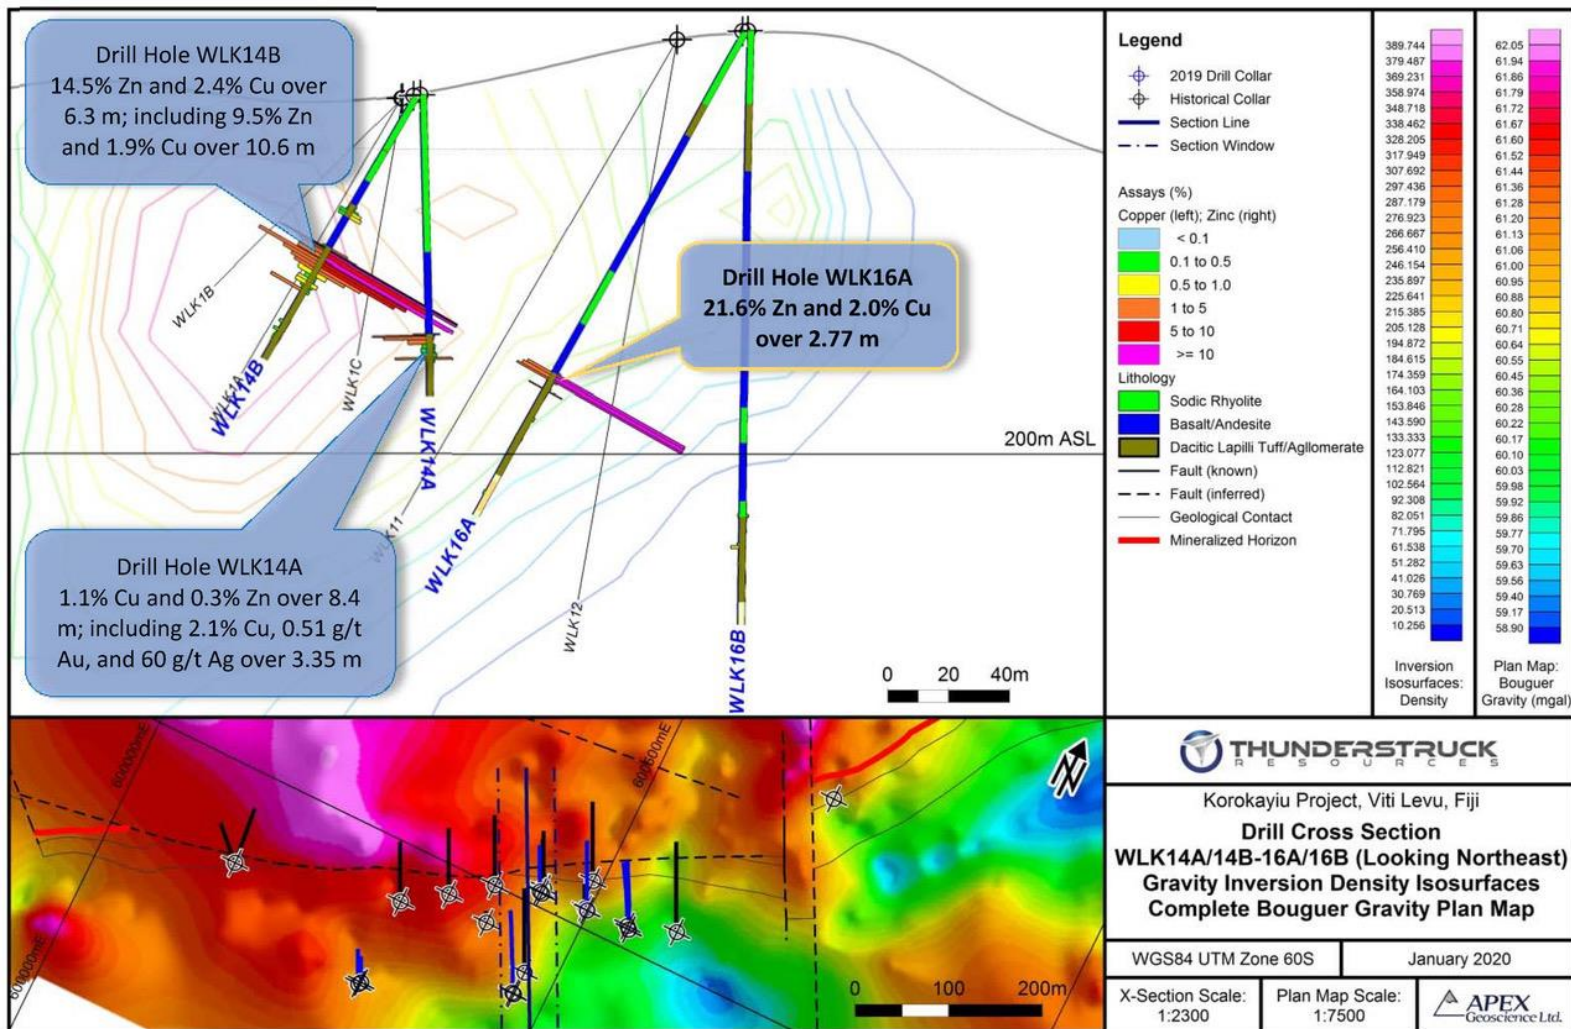 Drill Hole WLK14B
14.5% Zn and 2.4% Cu over
6.3 m; including 9.5% Zn
and 1.9% Cu over 10.6 m
Drill Hole WLK16A
21.6% Zn and 2.0% Cu
over 2.77 m
Drill Hole WLK14A
1.1% Cu and 0.3% Zn over 8.4
m; including 2.1% Cu, 0.51 g/t
Au, and 60 g/t Ag over 3.35 m
WLK1B
WLK1A
WLK14B
WLK1C
WLK14A
WLK11
WLK16A
WLK12
WLK16B
200m ASL
0 20 40m
Legend
2019 Drill Collar
Historical Collar
Section Line
Section Window
Assays (%)
Copper (left); Zinc (right)
< 0.1
0.1 to 0.5
0.5 to 1.0
1 to 5
5 to 10
>= 10
Lithology
Sodic Rhyolite
Basalt/Andesite
Dacitic Lapilli Tuff/Agllomerate
Fault (known)
Fault (inferred)
Geological Contact
Mineralized Horizon
389.744
379.487
369.231
358.974
348.718
338.462
328.205
317.949
307.692
297.436
287.179
276.923
266.667
256.410
246.154
235.897
225.641
215.385
205.128
194.872
184.615
174.359
164.103
153.846
143.590
133.333
123.077
112.821
102.564
92.308
82.051
71.795
61.538
51.282
41.026
30.769
20.513
10.256
Inversion
Isosurfaces:
Density
62.05
61.94
61.86
61.79
61.72
61.67
61.60
61.52
61.44
61.36
61.28
61.20
61.13
61.06
61.00
60.95
60.88
60.80
60.71
60.64
60.55
60.45
60.36
60.28
60.22
60.17
60.10
60.03
59.98
59.92
59.86
59.77
59.70
59.63
59.56
59.40
59.17
58.90
Plan Map:
Bouguer
Gravity (mgal)
600000mE
N
0 100 200m
THUNDERSTRUCK
RESOURCES
Korokayiu Project, Viti Levu, Fiji
Drill Cross Section
WLK14A/14B-16A/16B (Looking Northeast)
Gravity Inversion Density Isosurfaces
Complete Bouguer Gravity Plan Map
WGS84 UTM Zone 60S
January 2020
X-Section Scale:
1:2300
Plan Map Scale:
1:7500
APEX
Geoscience Ltd.